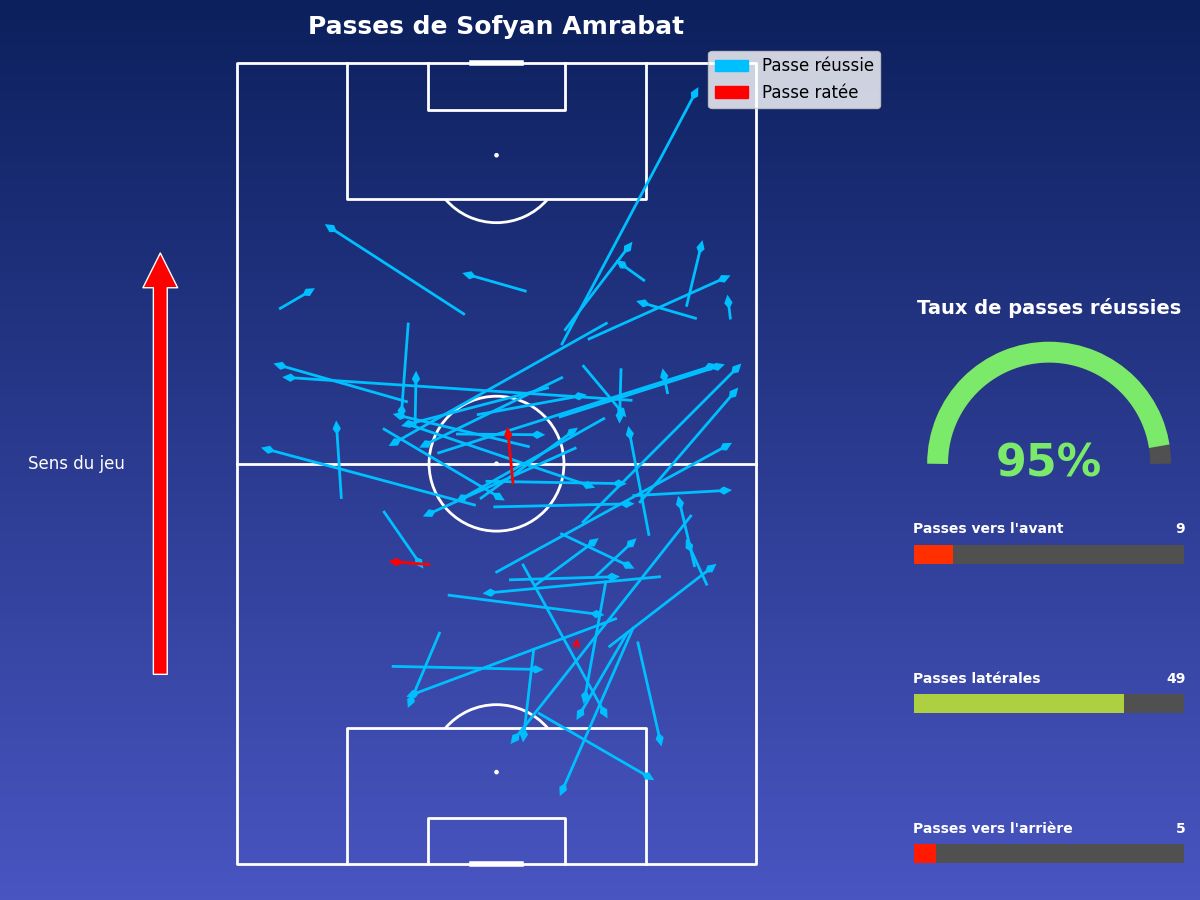 Passes de Sofyan Amrabat
Passe réussie
Passe ratée
Sens du jeu
Taux de passes réussies
95%
Passes vers l'avant 9
Passes latérales 49
Passes vers l'arrière 5